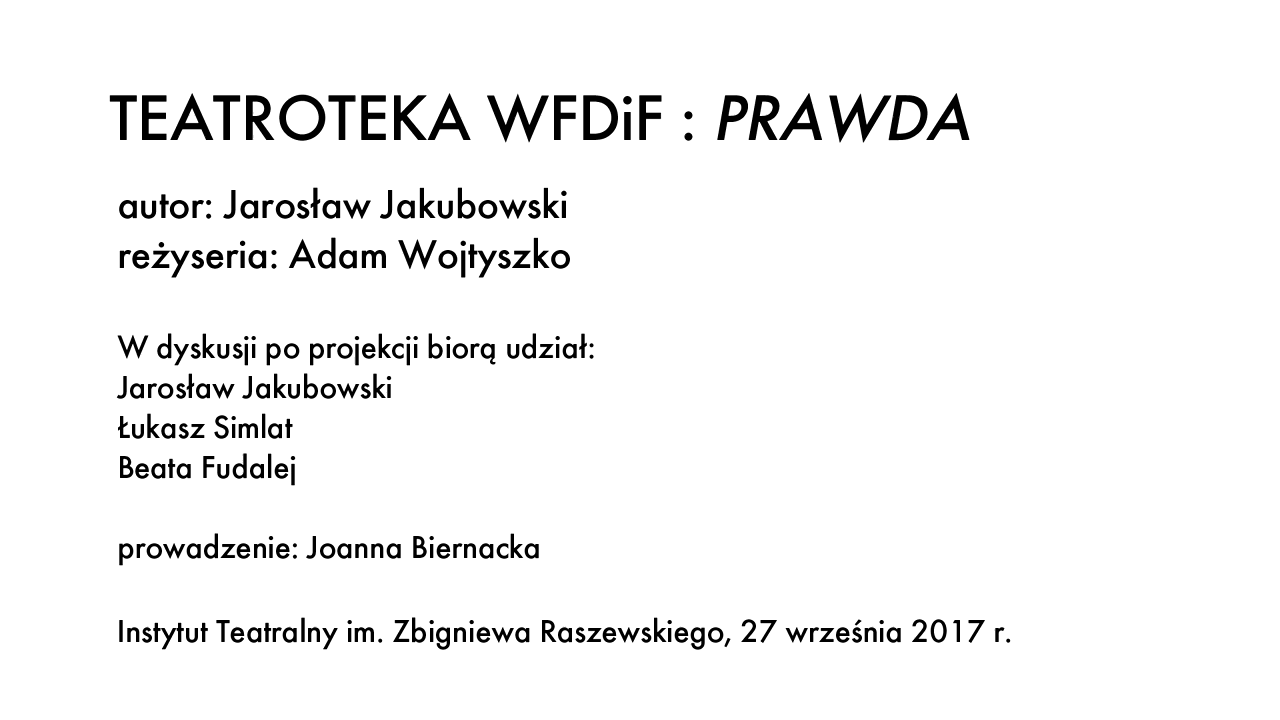 TEATROTEKA WFDiF : PRAWDA
autor: Jarosław Jakubowski
reżyseria: Adam Wojtyszko
W dyskusji po projekcji biorą udział:
Jarosław Jakubowski
Łukasz Simlat
Beata Fudalej
prowadzenie: Joanna Biernacka
Instytut Teatralny im. Zbigniewa Raszewskiego, 27 września 2017 r.